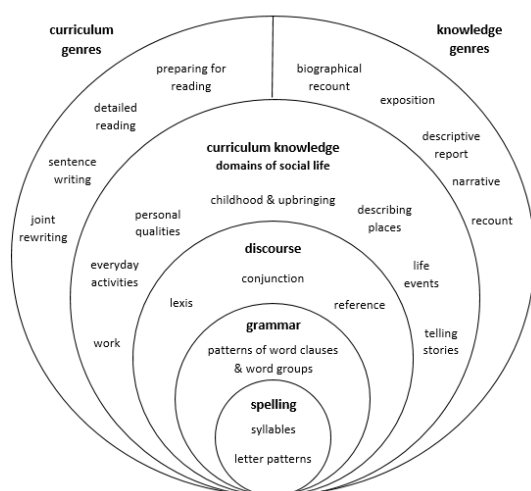 curriculum
genres
knowledge
genres
preparing for
reading
biographical
recount
detailed
reading
exposition
descriptive
report
sentence
writing
narrative
joint
rewriting
recount
curriculum knowledge
domains of social life
childhood & upbringing
personal
qualities
describing
places
everyday
activities
life
events
work
telling
stories
discourse
conjunction
lexis
reference
grammar
patterns of word clauses
& word groups
spelling
syllables
letter patterns